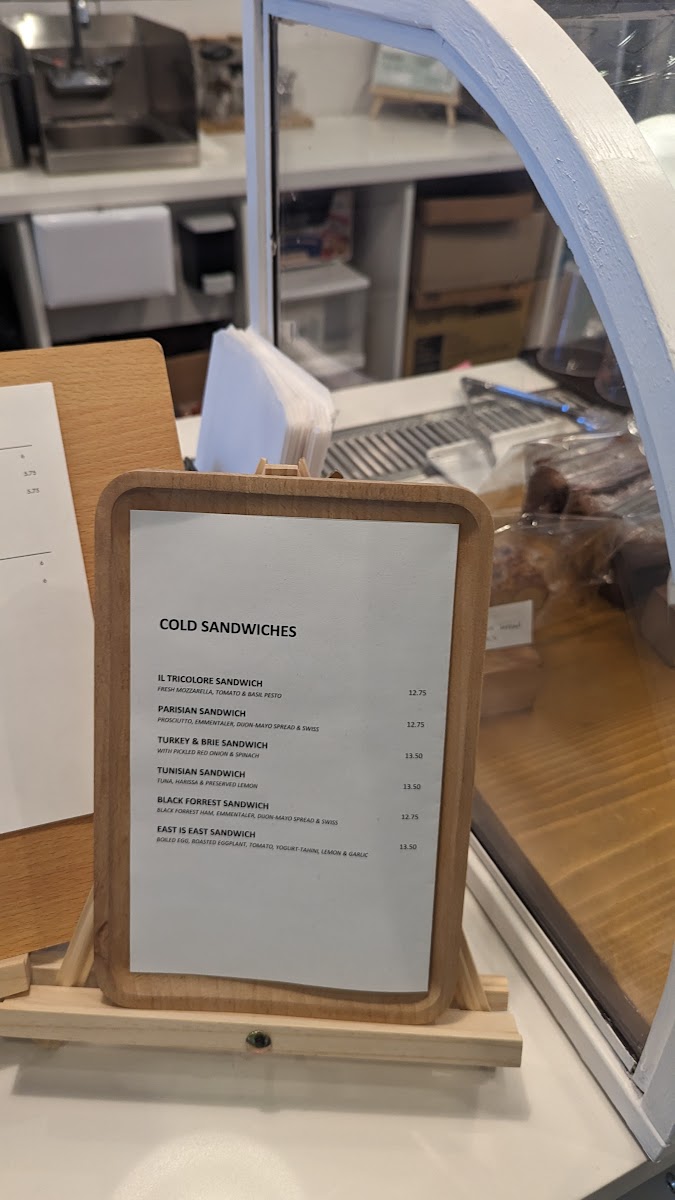 6
5.75
5.75
6
6
COLD SANDWICHES
IL TRICOLORE SANDWICH
FRESH MOZZARELLA, TOMATO & BASIL PESTO 12.75
PARISIAN SANDWICH
PROSCIUTTO, EMMENTALER, DIJON-MAYO SPREAD & SWISS 12.75
TURKEY & BRIE SANDWICH
WITH PICKLED RED ONION & SPINACH 13.50
TUNISIAN SANDWICH
TUNA, HARISSA & PRESERVED LEMON 13.50
BLACK FORREST SANDWICH
BLACK FORREST HAM, EMMENTALER, DIJON-MAYO SPREAD & SWISS 12.75
EAST IS EAST SANDWICH
BOILED EGG, ROASTED EGGPLANT, TOMATO, YOGURT-TAHINI, LEMON & GARLIC 13.50